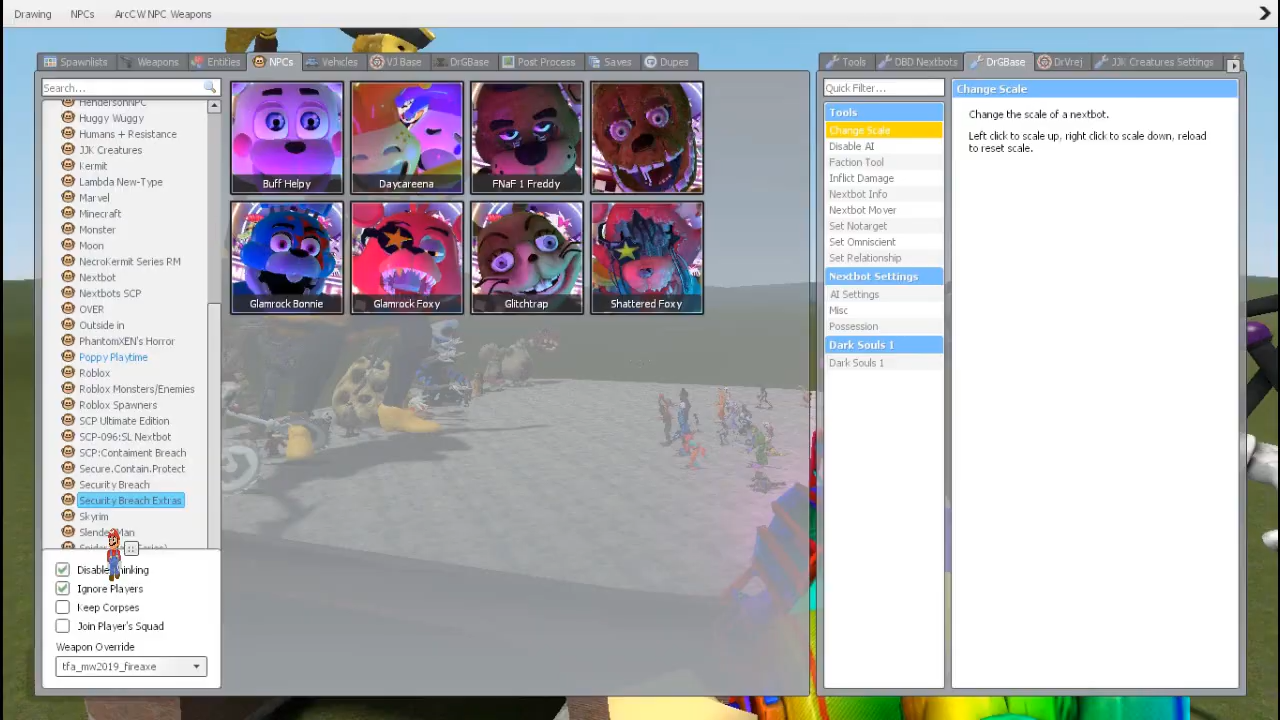 Drawing NPCs ArcCW NPC Weapons
Spawnlists Weapons Entities NPCs Vehicles VJ Base DrGBase Post Process Saves Dupes
Search...
HendersonNPC
Huggy Wuggy
Humans + Resistance
JJK Creatures
Kermit
Lambda New-Type
Marvel
Minecraft
Monster
Moon
NecroKermit Series RM
Nextbot
Nextbots SCP
OVER
Outside in
PhantomXEN's Horror
Poppy Playtime
Roblox
Roblox Monsters/Enemies
Roblox Spawners
SCP Ultimate Edition
SCP-096:SL Nextbot
SCP:Contaiment Breach
Secure.Contain.Protect
Security Breach
Security Breach Extras
Skyrim
Disable Thinking
Ignore Players
Keep Corpses
Join Player's Squad
Weapon Override
tfa_mw2019_fireaxe
Buff Helpy Daycareena FNaF 1 Freddy
Glamrock Bonnie Glamrock Foxy Glitchtrap Shattered Foxy
Tools DBD Nextbots DrGBase DrVrej JJK Creatures Settings
Quick Filter...
Tools
Change Scale
Disable AI
Faction Tool
Inflict Damage
Nextbot Info
Nextbot Mover
Set Notarget
Set Omniscient
Set Relationship
Nextbot Settings
AI Settings
Misc
Possession
Dark Souls 1
Dark Souls 1
Change Scale
Change the scale of a nextbot.
Left click to scale up, right click to scale down, reload
to reset scale.